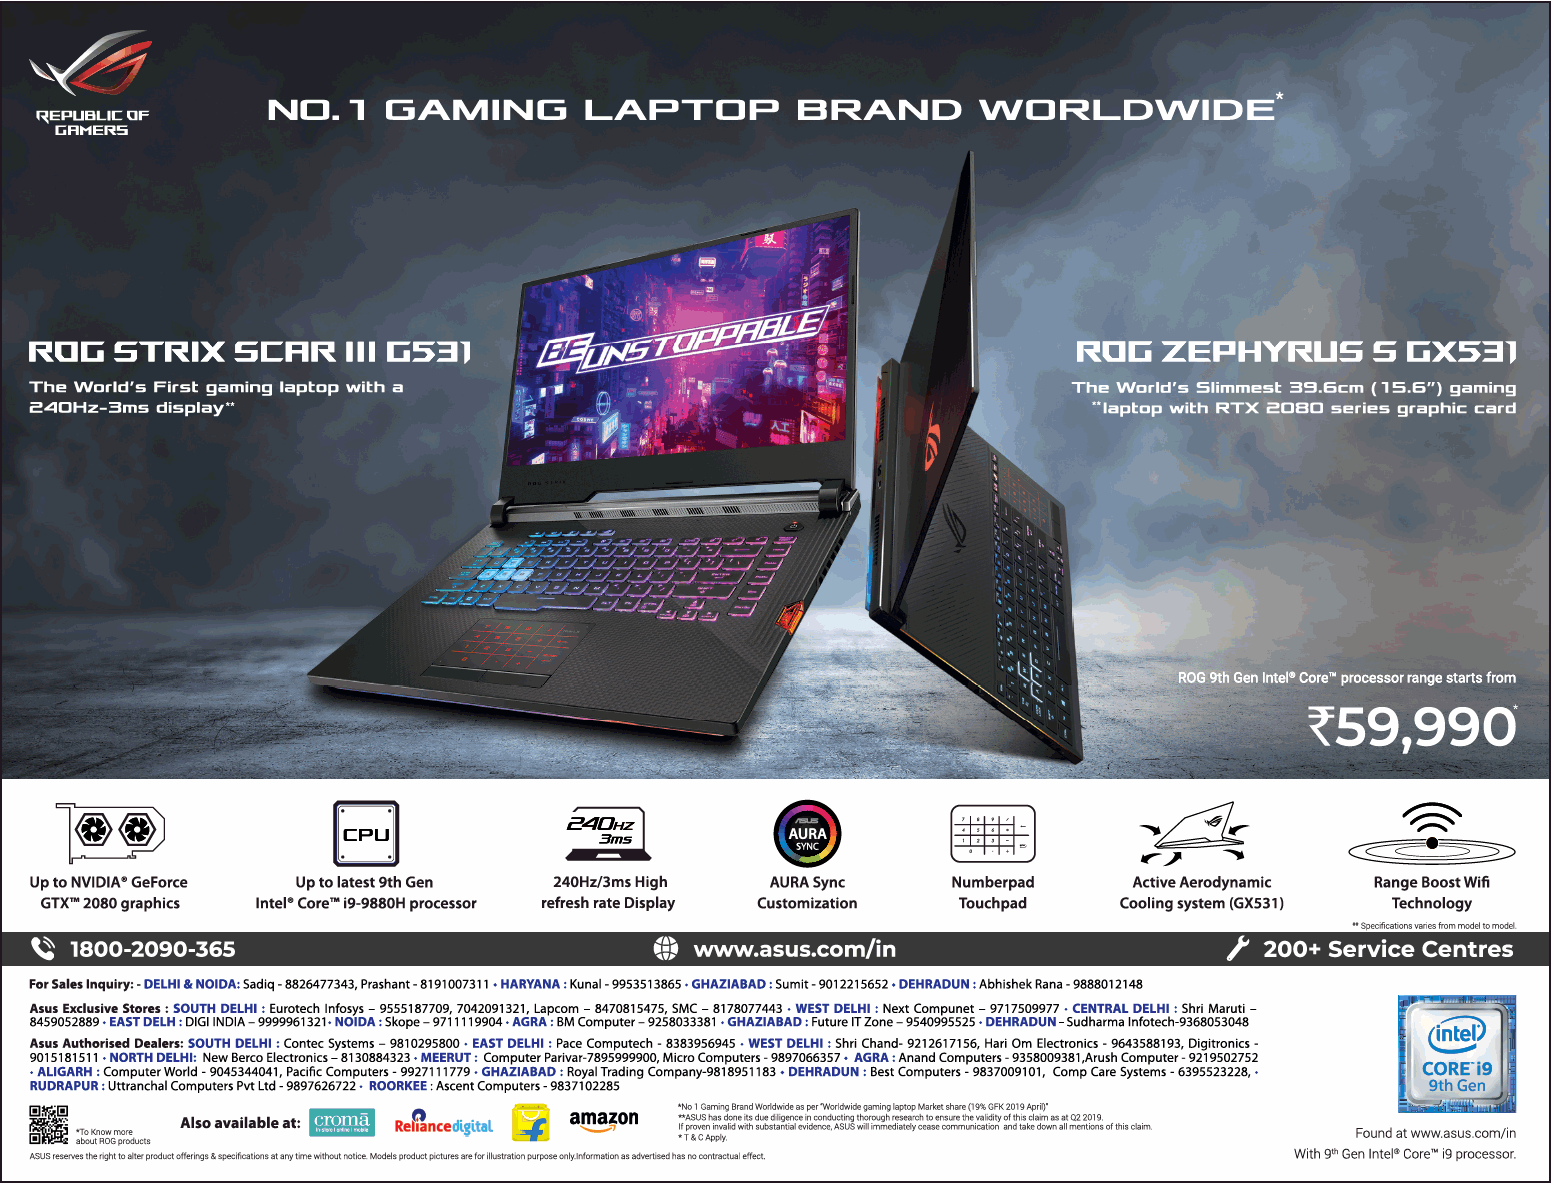 REPUBLIC OF
GAMERS
NO. 1 GAMING LAPTOP BRAND WORLDWIDE*
BE UNSTOPPABLE
ROG STRIX SCAR III G531
The World's First gaming laptop with a
240Hz-3ms display**
ROG ZEPHYRUS S GX531
The World's Slimmest 39.6cm (15.6") gaming
**laptop with RTX 2080 series graphic card
ROG 9th Gen Intel® Core™ processor range starts from
₹59,990*
CPU
240HZ
3ms
ASUS
AURA
SYNC
Up to NVIDIA® GeForce
GTX™ 2080 graphics
Up to latest 9th Gen
Intel® Core™ i9-9880H processor
240Hz/3ms High
refresh rate Display
AURA Sync
Customization
Numberpad
Touchpad
Active Aerodynamic
Cooling system (GX531)
Range Boost Wifi
Technology
** Specifications varies from model to model.
1800-2090-365
www.asus.com/in
200+ Service Centres
For Sales Inquiry: - DELHI & NOIDA: Sadiq - 8826477343, Prashant - 8191007311 • HARYANA : Kunal - 9953513865 • GHAZIABAD : Sumit - 9012215652 • DEHRADUN : Abhishek Rana - 9888012148
Asus Exclusive Stores : SOUTH DELHI : Eurotech Infosys – 9555187709, 7042091321, Lapcom – 8470815475, SMC – 8178077443 • WEST DELHI : Next Compunet – 9717509977 • CENTRAL DELHI : Shri Maruti –
8459052889 • EAST DELH : DIGI INDIA – 9999961321 • NOIDA : Skope – 9711119904 • AGRA : BM Computer – 9258033381 • GHAZIABAD : Future IT Zone – 9540995525 • DEHRADUN – Sudharma Infotech-9368053048
Asus Authorised Dealers: SOUTH DELHI : Contec Systems – 9810295800 • EAST DELHI : Pace Computech - 8383956945 • WEST DELHI : Shri Chand- 9212617156, Hari Om Electronics - 9643588193, Digitronics -
9015181511 • NORTH DELHI: New Berco Electronics – 8130884323 • MEERUT : Computer Parivar-7895999900, Micro Computers - 9897066357 • AGRA : Anand Computers - 9358009381,Arush Computer - 9219502752
• ALIGARH : Computer World - 9045344041, Pacific Computers - 9927111779 • GHAZIABAD : Royal Trading Company-9818951183 • DEHRADUN : Best Computers - 9837009101, Comp Care Systems - 6395523228, •
RUDRAPUR : Uttranchal Computers Pvt Ltd - 9897626722 • ROORKEE : Ascent Computers - 9837102285
intel®
CORE™ i9
9th Gen
*To Know more
about ROG products
Also available at:
cromā
in-store | online | mobile
Reliance digital
f
amazon
*No 1 Gaming Brand Worldwide as per "Worldwide gaming laptop Market share (19% GFK 2019 April)"
**ASUS has done its due diligence in conducting thorough research to ensure the validity of this claim as at Q2 2019.
If proven invalid with substantial evidence, ASUS will immediately cease communication and take down all mentions of this claim.
* T & C Apply.
Found at www.asus.com/in
With 9th Gen Intel® Core™ i9 processor.
ASUS reserves the right to alter product offerings & specifications at any time without notice. Models product pictures are for illustration purpose only.Information as advertised has no contractual effect.